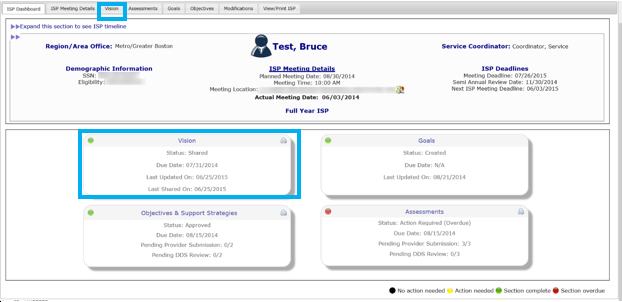 ISP Dashboard ISP Meeting Details Vision Assessments Goals Objectives Modifications View/Print ISP
▶▶Expand this section to see ISP timeline
Region/Area Office: Metro/Greater Boston
Test, Bruce
Service Coordinator: Coordinator, Service
Demographic Information
SSN:
Eligibility:
ISP Meeting Details
Planned Meeting Date: 08/30/2014
Meeting Time: 10:00 AM
Meeting Location:
Actual Meeting Date: 06/03/2014
Full Year ISP
ISP Deadlines
Meeting Deadline: 07/26/2015
Semi Annual Review Date: 11/30/2014
Next ISP Meeting Deadline: 06/03/2015
Vision
Status: Shared
Due Date: 07/31/2014
Last Updated On: 06/25/2015
Last Shared On: 06/25/2015
Goals
Status: Created
Due Date: N/A
Last Updated On: 08/21/2014
Objectives & Support Strategies
Status: Approved
Due Date: 08/15/2014
Pending Provider Submission: 0/2
Pending DDS Review: 0/2
Assessments
Status: Action Required (Overdue)
Due Date: 08/15/2014
Pending Provider Submission: 3/3
Pending DDS Review: 0/3
No action needed Action needed Section complete Section overdue